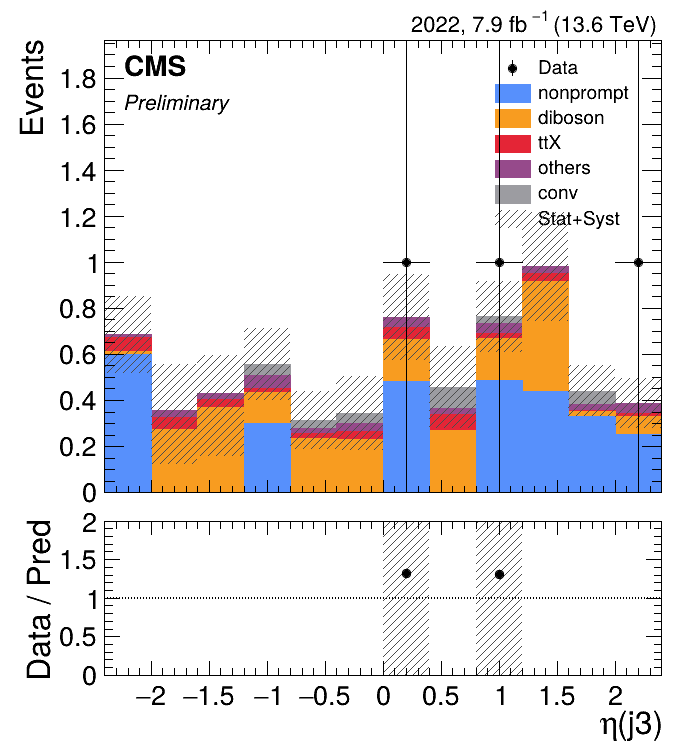 2022, 7.9 fb⁻¹ (13.6 TeV)
CMS
Preliminary
Events
Data
nonprompt
diboson
ttX
others
conv
Stat+Syst
1.8
1.6
1.4
1.2
1
0.8
0.6
0.4
0.2
0
Data / Pred
2
1.5
1
0.5
0
−2 −1.5 −1 −0.5 0 0.5 1 1.5 2
η(j3)